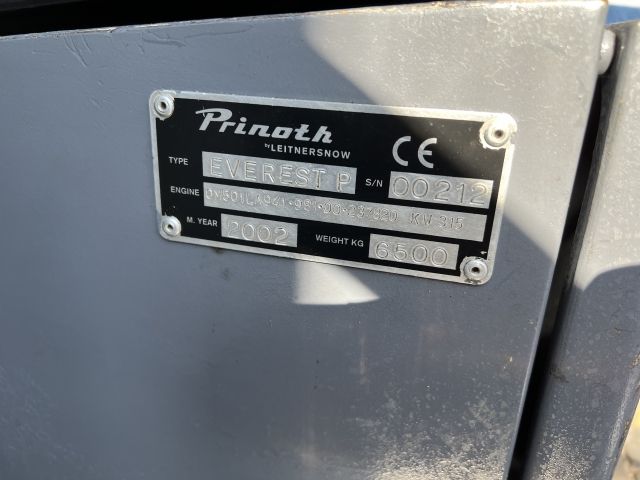 Prinoth
by LEITNERSNOW
CE
TYPE EVEREST P S/N 00212
ENGINE KW 315
M. YEAR 2002 WEIGHT KG 6500